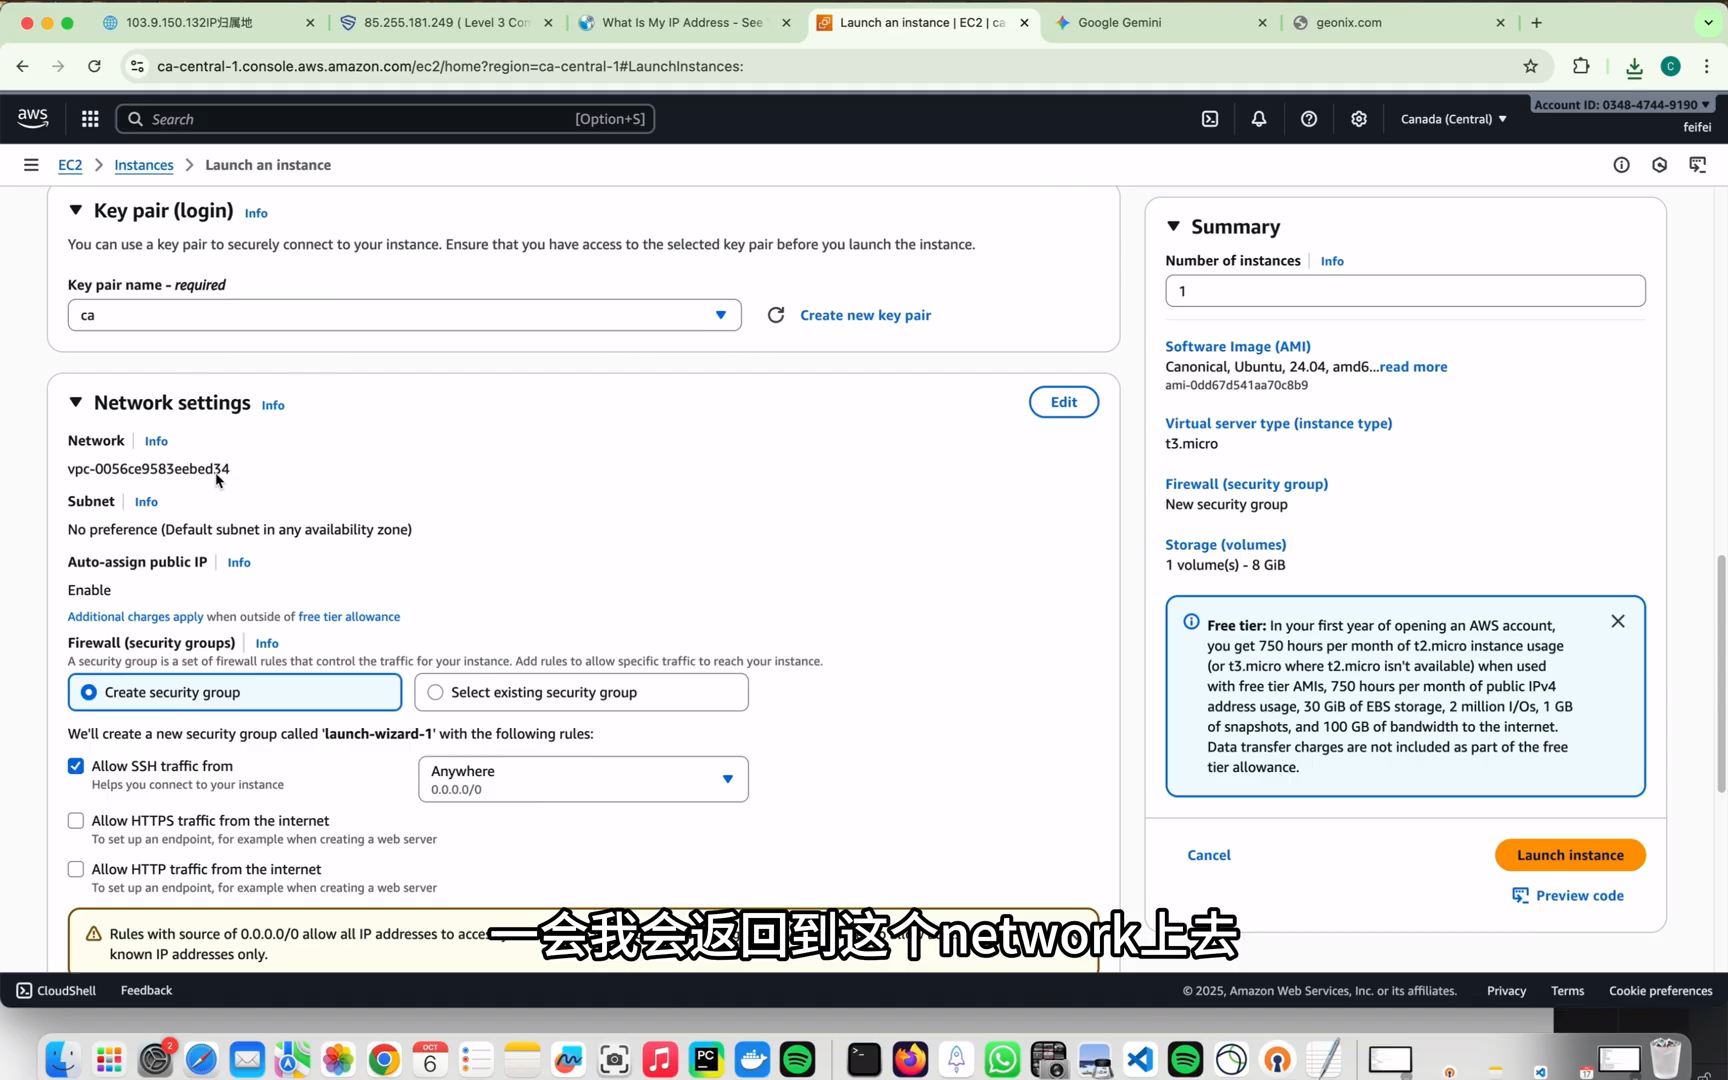 103.9.150.132IP归属地
85.255.181.249 ( Level 3 Con
What Is My IP Address - See
Launch an instance | EC2 | ca
Google Gemini
geonix.com
ca-central-1.console.aws.amazon.com/ec2/home?region=ca-central-1#LaunchInstances:
C
aws
Search
[Option+S]
Canada (Central)
Account ID: 0348-4744-9190
feifei
EC2
Instances
Launch an instance
Key pair (login) Info
You can use a key pair to securely connect to your instance. Ensure that you have access to the selected key pair before you launch the instance.
Key pair name - required
ca
Create new key pair
Network settings Info
Edit
Network Info
vpc-0056ce9583eebed34
Subnet Info
No preference (Default subnet in any availability zone)
Auto-assign public IP Info
Enable
Additional charges apply when outside of free tier allowance
Firewall (security groups) Info
A security group is a set of firewall rules that control the traffic for your instance. Add rules to allow specific traffic to reach your instance.
Create security group
Select existing security group
We'll create a new security group called 'launch-wizard-1' with the following rules:
Allow SSH traffic from
Helps you connect to your instance
Anywhere
0.0.0.0/0
Allow HTTPS traffic from the internet
To set up an endpoint, for example when creating a web server
Allow HTTP traffic from the internet
To set up an endpoint, for example when creating a web server
Rules with source of 0.0.0.0/0 allow all IP addresses to acce
known IP addresses only.
Summary
Number of instances Info
1
Software Image (AMI)
Canonical, Ubuntu, 24.04, amd6...read more
ami-0dd67d541aa70c8b9
Virtual server type (instance type)
t3.micro
Firewall (security group)
New security group
Storage (volumes)
1 volume(s) - 8 GiB
Free tier: In your first year of opening an AWS account,
you get 750 hours per month of t2.micro instance usage
(or t3.micro where t2.micro isn't available) when used
with free tier AMIs, 750 hours per month of public IPv4
address usage, 30 GiB of EBS storage, 2 million I/Os, 1 GB
of snapshots, and 100 GB of bandwidth to the internet.
Data transfer charges are not included as part of the free
tier allowance.
Cancel
Launch instance
Preview code
一会我会返回到这个network上去
CloudShell
Feedback
© 2025, Amazon Web Services, Inc. or its affiliates.
Privacy
Terms
Cookie preferences
2
OCT
6
PC
17